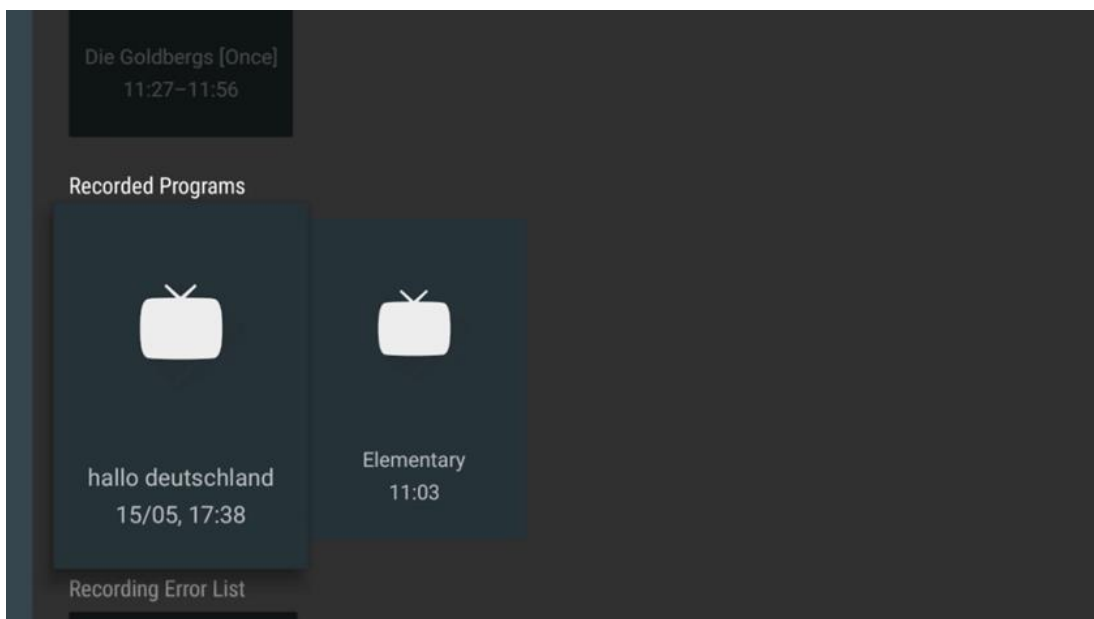 Die Goldbergs [Once]
11:27–11:56
Recorded Programs
hallo deutschland
15/05, 17:38
Elementary
11:03
Recording Error List